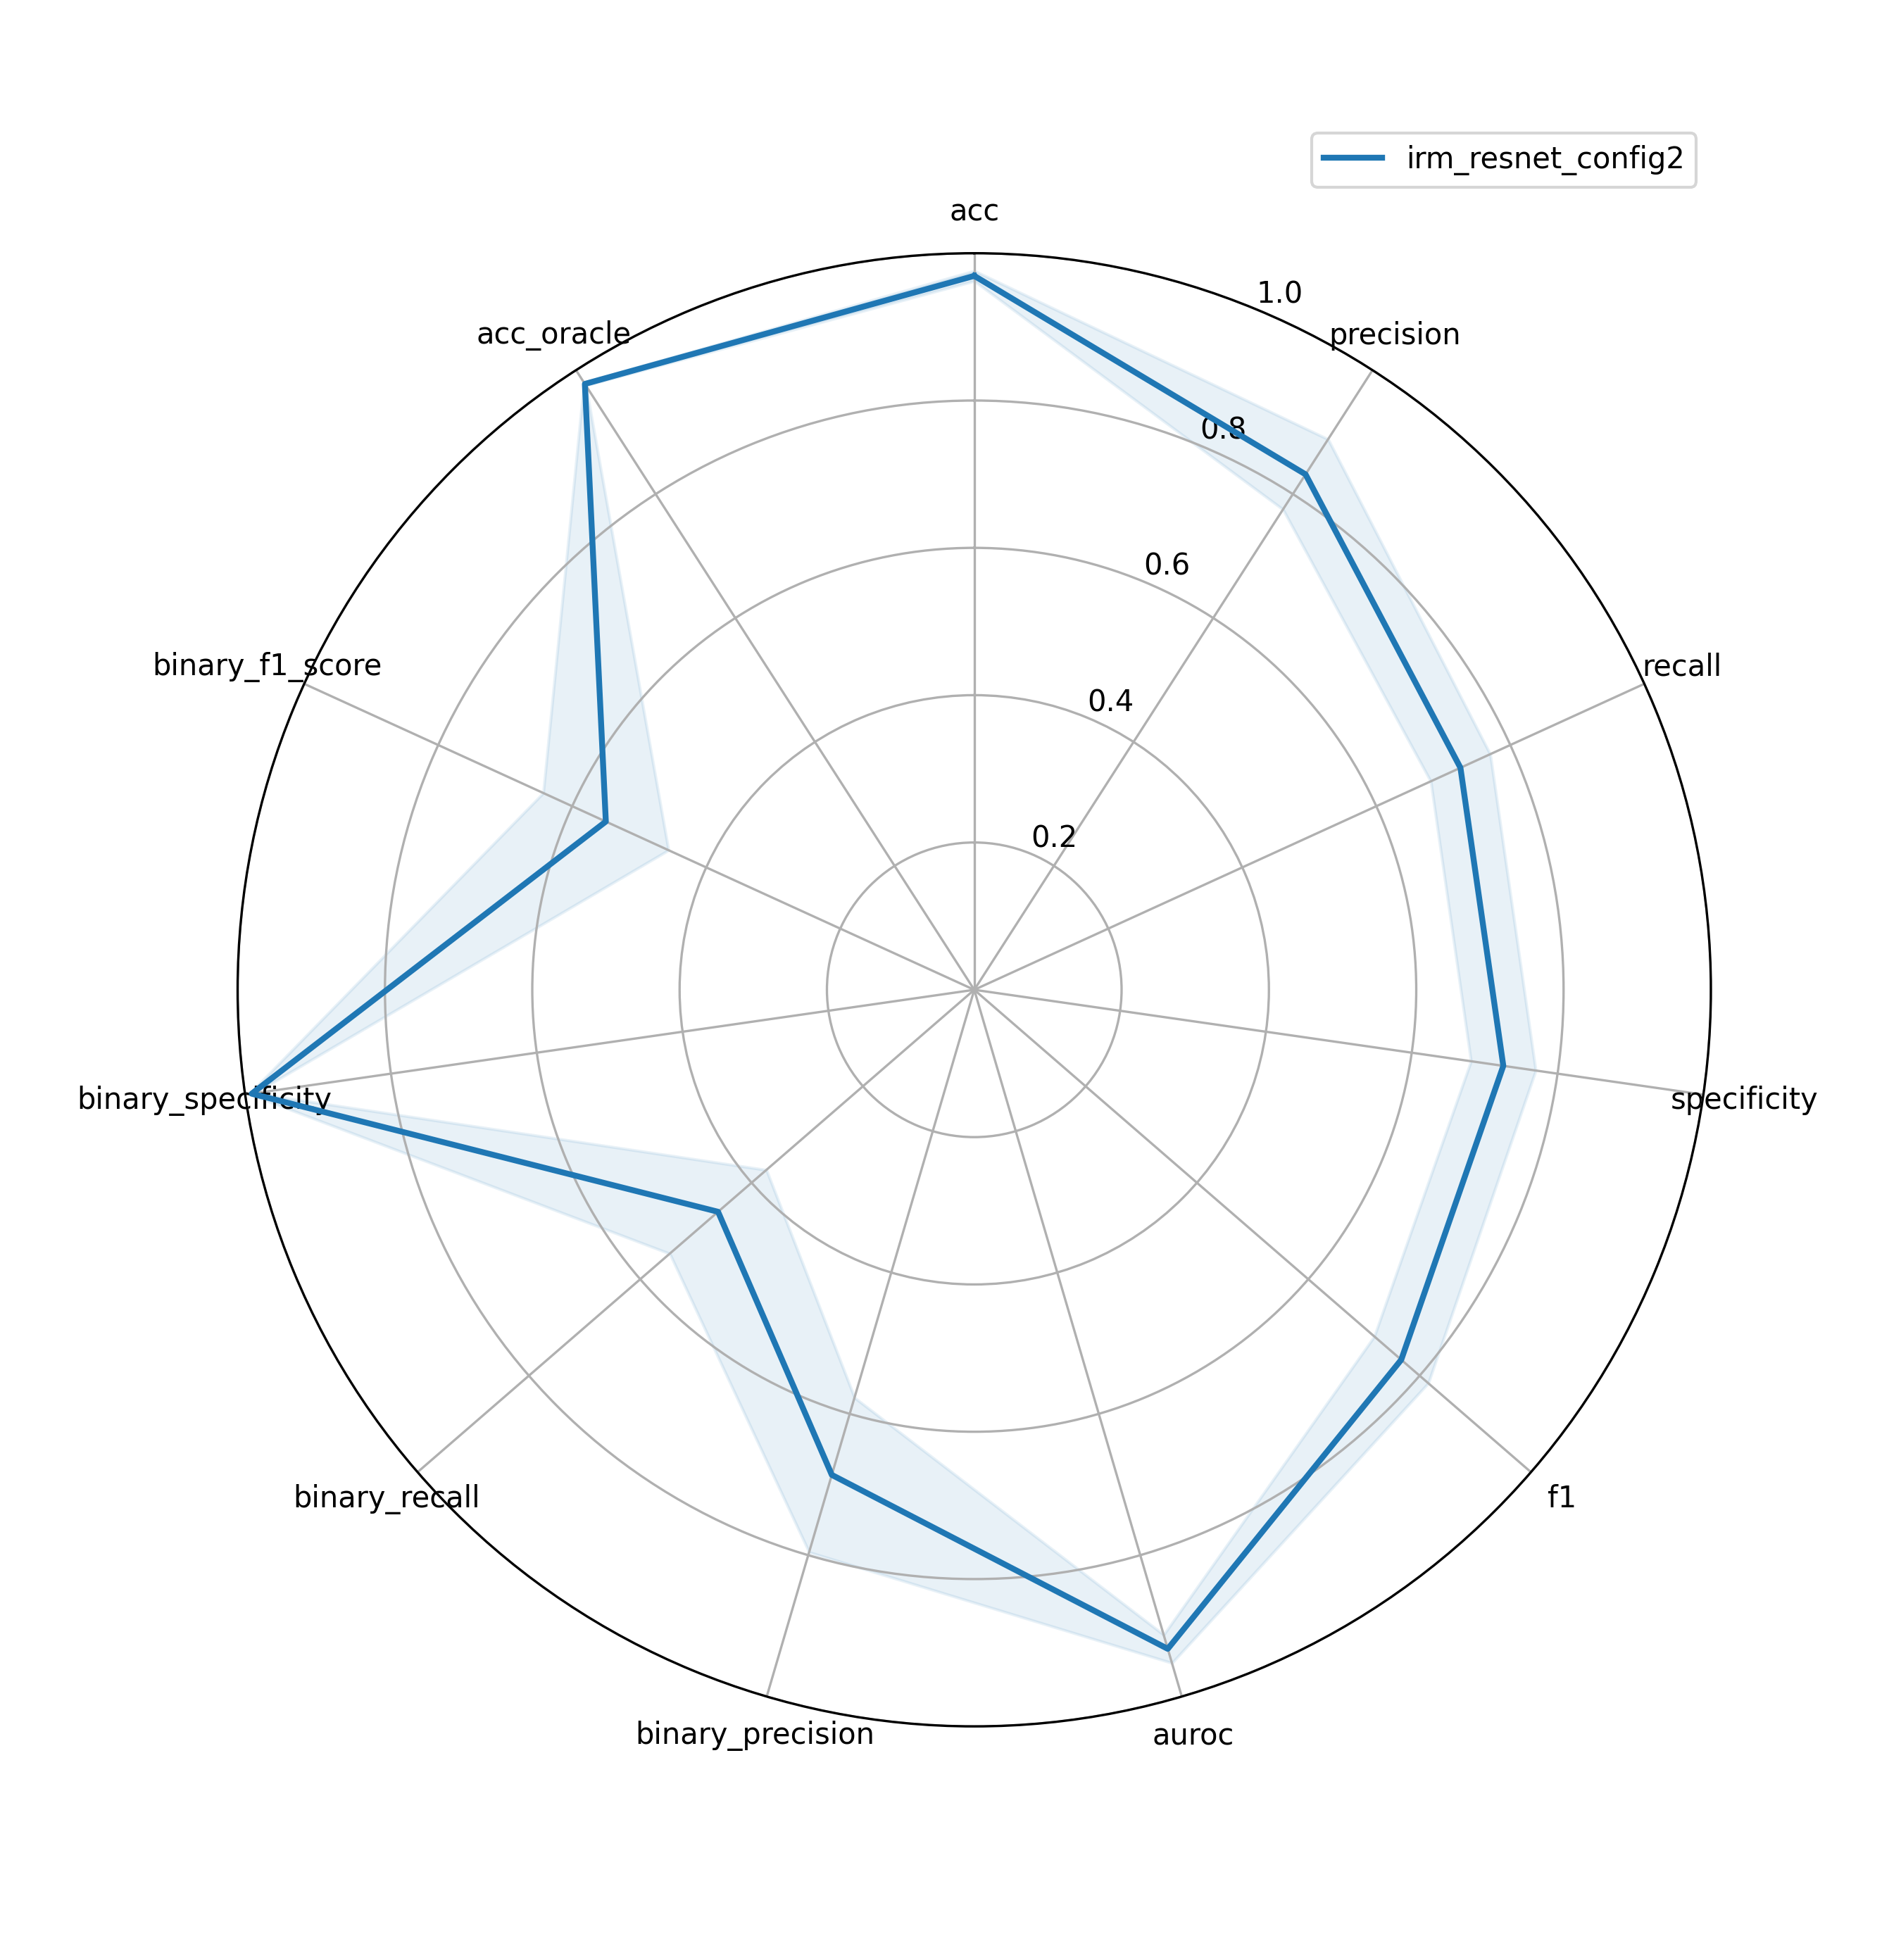 irm_resnet_config2
acc
1.0
acc_oracle
precision
0.8
0.6
binary_f1_score
recall
0.4
0.2
binary_specificity
specificity
binary_recall
f1
binary_precision
auroc